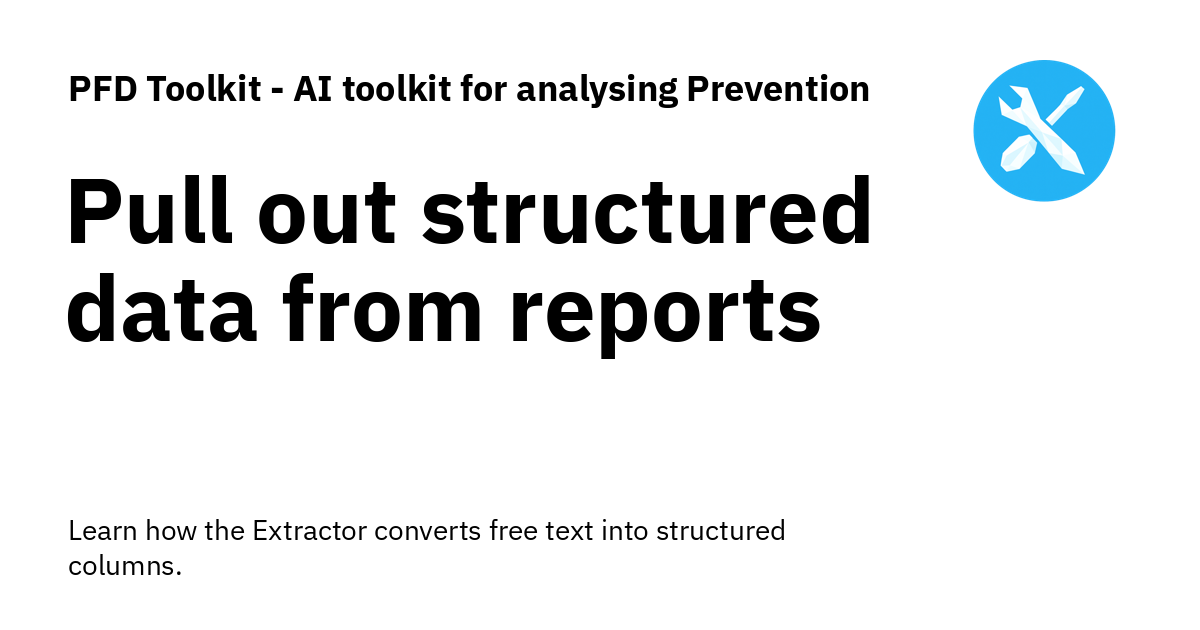 PFD Toolkit - AI toolkit for analysing Prevention
Pull out structured
data from reports
Learn how the Extractor converts free text into structured
columns.